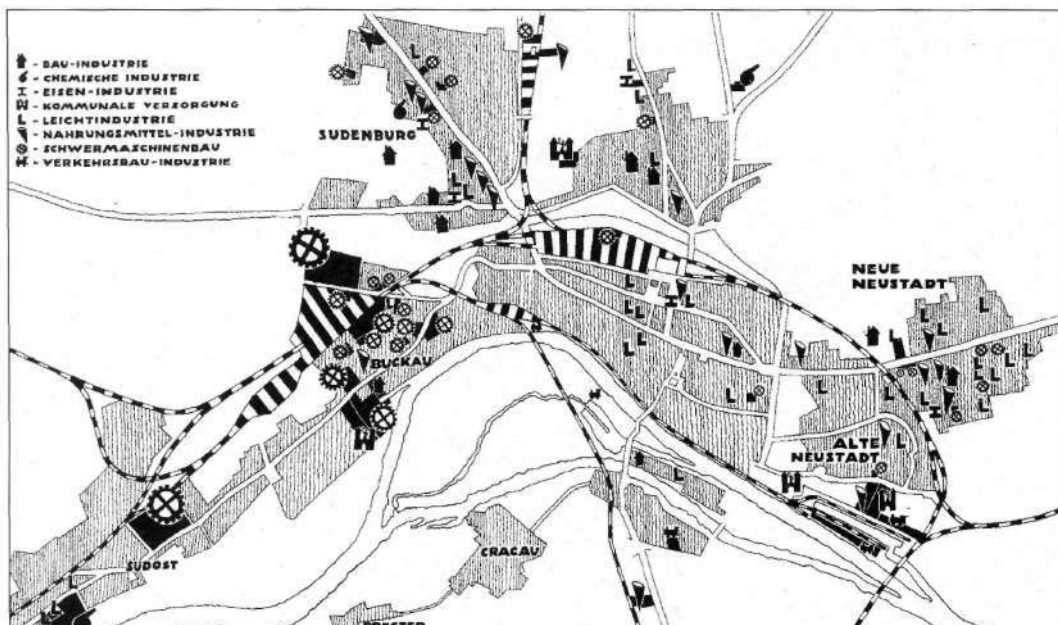 - BAU-INDUSTRIE
- CHEMISCHE INDUSTRIE
- EISEN-INDUSTRIE
- KOMMUNALE VERSORGUNG
L - LEICHTINDUSTRIE
- NAHRUNGSMITTEL-INDUSTRIE
- SCHWERMASCHINENBAU
- VERKEHRSBAU-INDUSTRIE
SUDENBURG
NEUE
NEUSTADT
BUCKAU
ALTE
NEUSTADT
CRACAU
SÜDOST